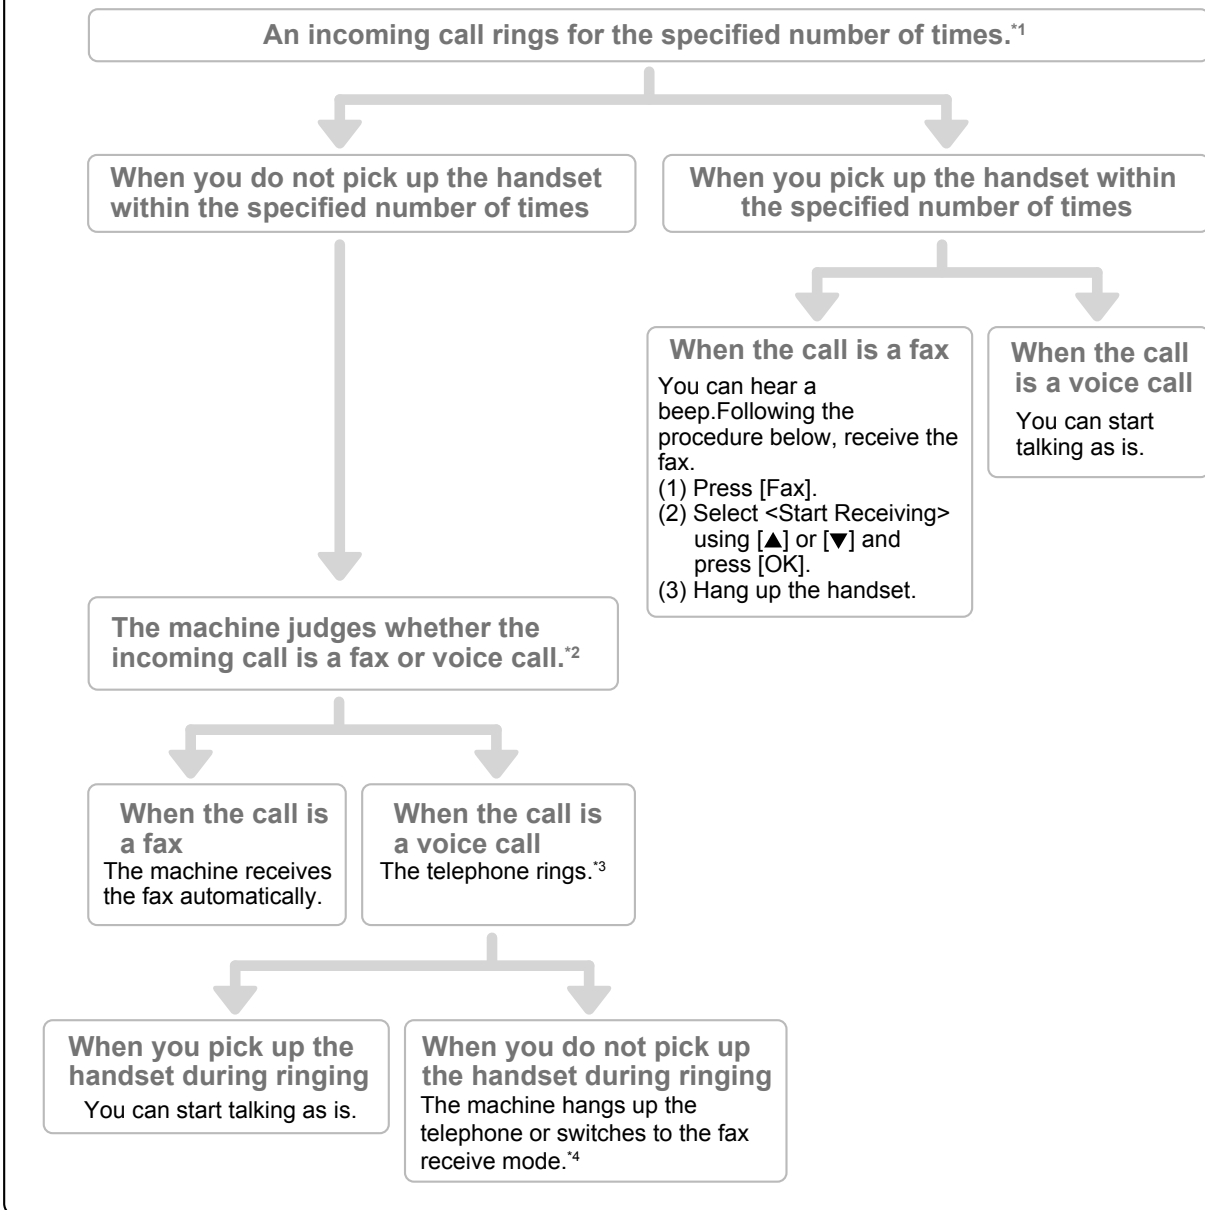 An incoming call rings for the specified number of times.*1
When you do not pick up the handset
within the specified number of times
When you pick up the handset within
the specified number of times
When the call is a fax
You can hear a
beep.Following the
procedure below, receive the
fax.
(1) Press [Fax].
(2) Select <Start Receiving>
using [▲] or [▼] and
press [OK].
(3) Hang up the handset.
When the call
is a voice call
You can start
talking as is.
The machine judges whether the
incoming call is a fax or voice call.*2
When the call is
a fax
The machine receives
the fax automatically.
When the call is
a voice call
The telephone rings.*3
When you pick up the
handset during ringing
You can start talking as is.
When you do not pick up
the handset during ringing
The machine hangs up the
telephone or switches to the fax
receive mode.*4